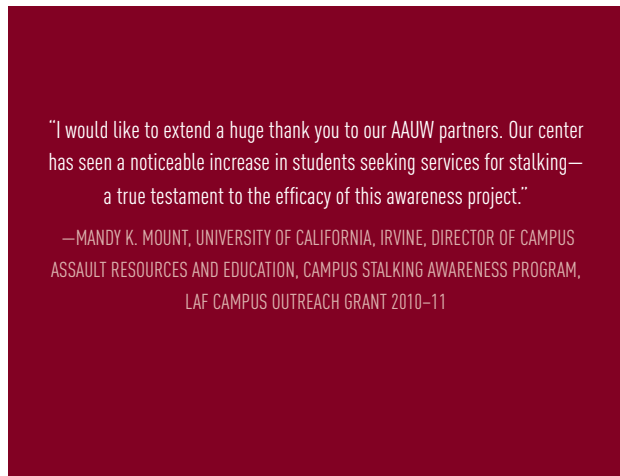 “I would like to extend a huge thank you to our AAUW partners. Our center
has seen a noticeable increase in students seeking services for stalking—
a true testament to the efficacy of this awareness project.”
—MANDY K. MOUNT, UNIVERSITY OF CALIFORNIA, IRVINE, DIRECTOR OF CAMPUS
ASSAULT RESOURCES AND EDUCATION, CAMPUS STALKING AWARENESS PROGRAM,
LAF CAMPUS OUTREACH GRANT 2010–11